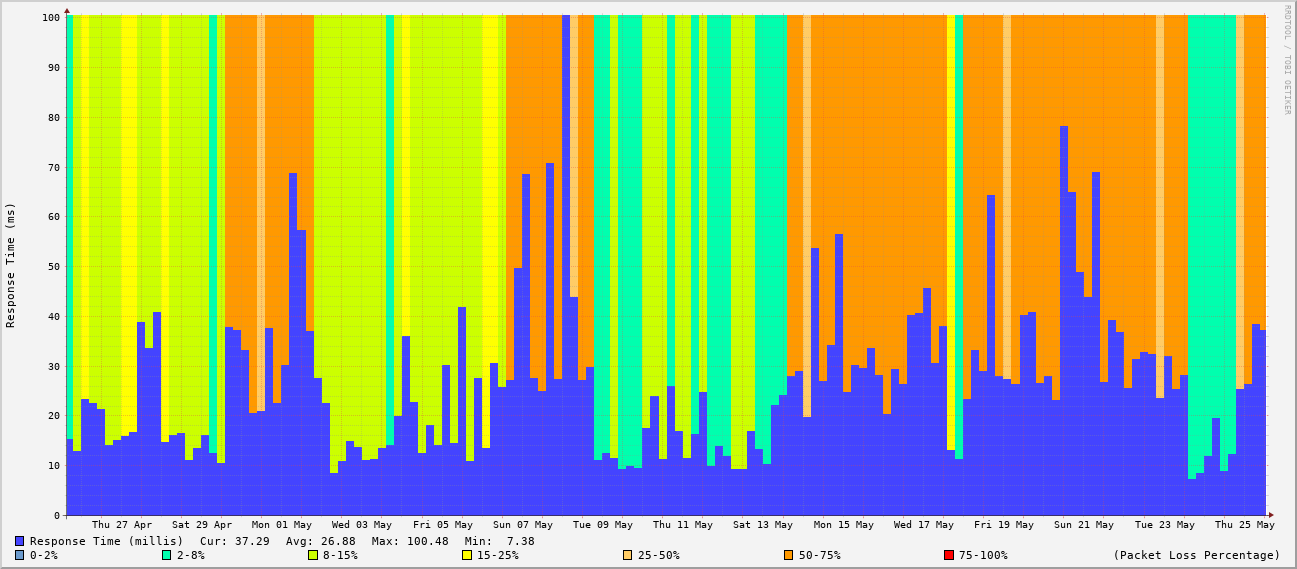 RRDTOOL / TOBI OETIKER
Response Time (ms)
100
90
80
70
60
50
40
30
20
10
0
Thu 27 Apr Sat 29 Apr Mon 01 May Wed 03 May Fri 05 May Sun 07 May Tue 09 May Thu 11 May Sat 13 May Mon 15 May Wed 17 May Fri 19 May Sun 21 May Tue 23 May Thu 25 May
Response Time (millis) Cur: 37.29 Avg: 26.88 Max: 100.48 Min: 7.38
0-2% 2-8% 8-15% 15-25% 25-50% 50-75% 75-100% (Packet Loss Percentage)